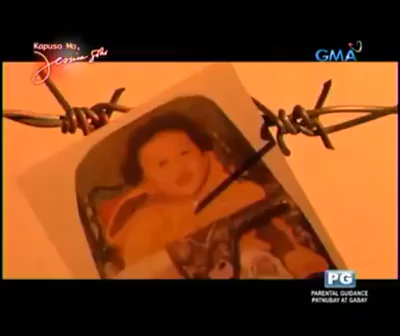 Kapuso Mo,
Jessica Soho
GMA
PG
PARENTAL GUIDANCE
PATNUBAY AT GABAY